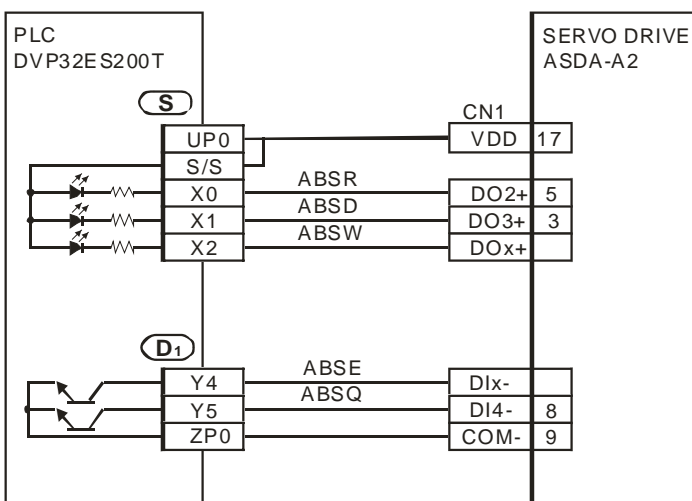 PLC
DVP32ES200T
SERVO DRIVE
ASDA-A2
S
CN1
UP0
VDD 17
S/S
X0 ABSR DO2+ 5
X1 ABSD DO3+ 3
X2 ABSW DOx+
D1
Y4 ABSE DIx-
Y5 ABSQ DI4- 8
ZP0 COM- 9